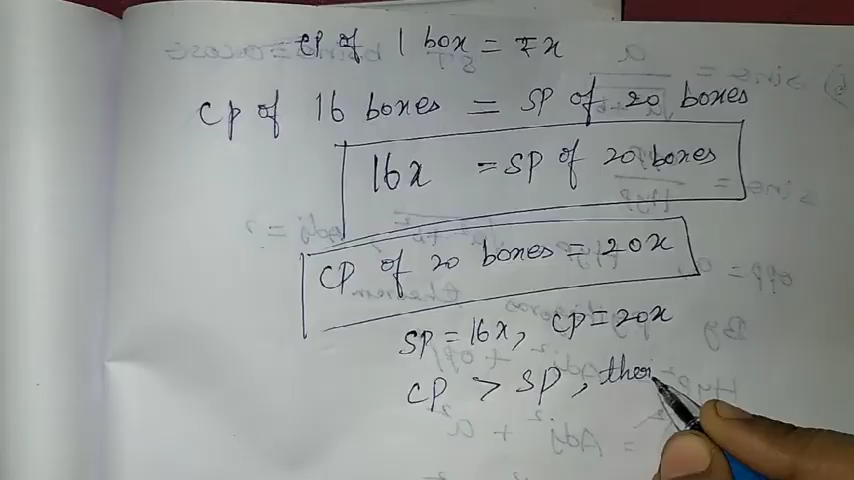 CP of 1 box = ₹x
CP of 16 boxes = SP of 20 boxes
16x = SP of 20 boxes
CP of 20 boxes = 20x
SP = 16x, CP = 20x
CP > SP,